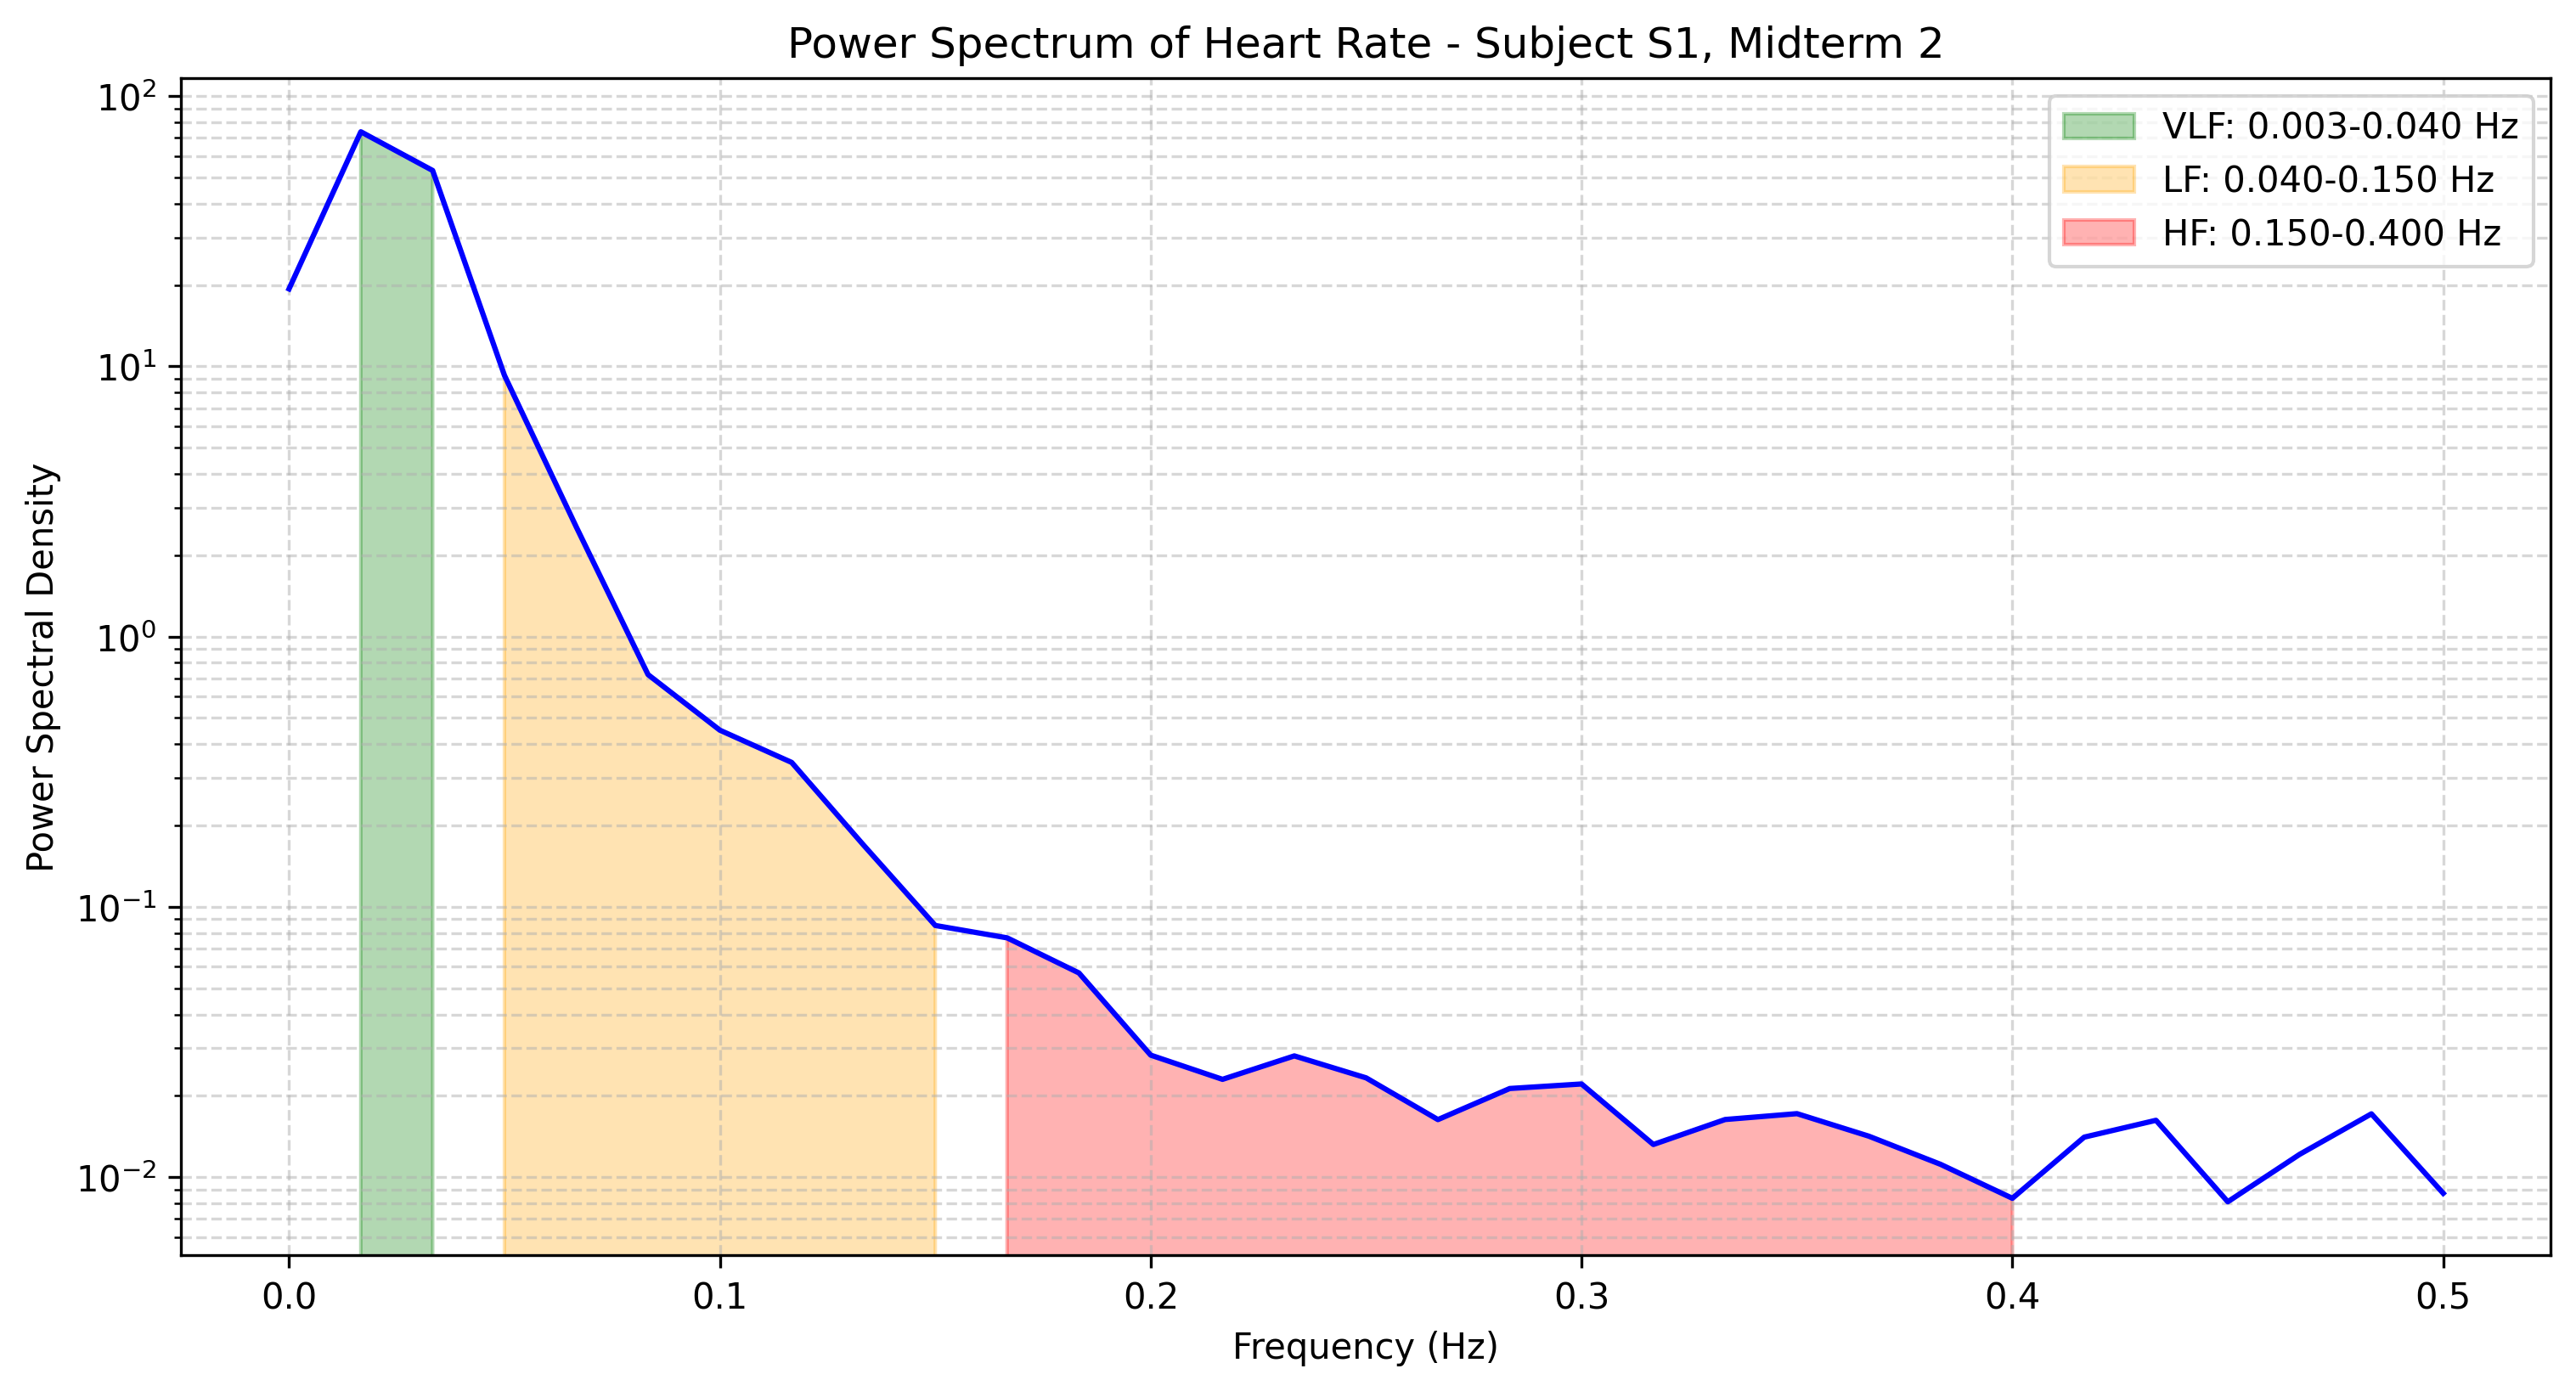 Power Spectrum of Heart Rate - Subject S1, Midterm 2
VLF: 0.003-0.040 Hz
LF: 0.040-0.150 Hz
HF: 0.150-0.400 Hz
Power Spectral Density
10²
10¹
10⁰
10⁻¹
10⁻²
0.0 0.1 0.2 0.3 0.4 0.5
Frequency (Hz)